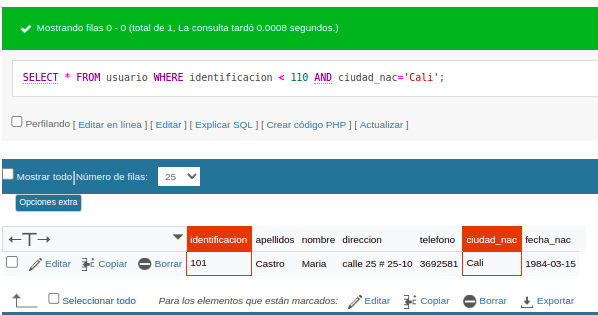 Mostrando filas 0 - 0 (total de 1, La consulta tardó 0.0008 segundos.)
SELECT * FROM usuario WHERE identificacion < 110 AND ciudad_nac='Cali';
Perfilando [ Editar en línea ] [ Editar ] [ Explicar SQL ] [ Crear código PHP ] [ Actualizar ]
Mostrar todo Número de filas: 25
Opciones extra
identificacion apellidos nombre direccion telefono ciudad_nac fecha_nac
Editar Copiar Borrar 101 Castro Maria calle 25 # 25-10 3692581 Cali 1984-03-15
Seleccionar todo Para los elementos que están marcados: Editar Copiar Borrar Exportar